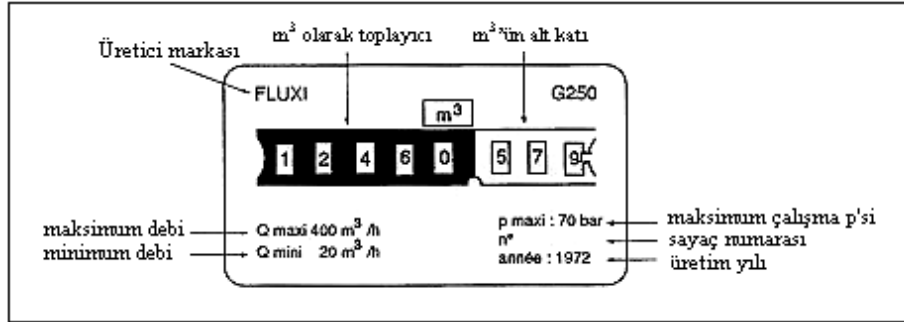 m³ olarak toplayıcı m³'ün alt katı
Üretici markası
FLUXI G250
m³
1 2 4 6 0 5 7 9
maksimum debi Q maxi 400 m³ /h p maxi : 70 bar maksimum çalışma p'si
minimum debi Q mini 20 m³ /h n° sayaç numarası
année : 1972 üretim yılı